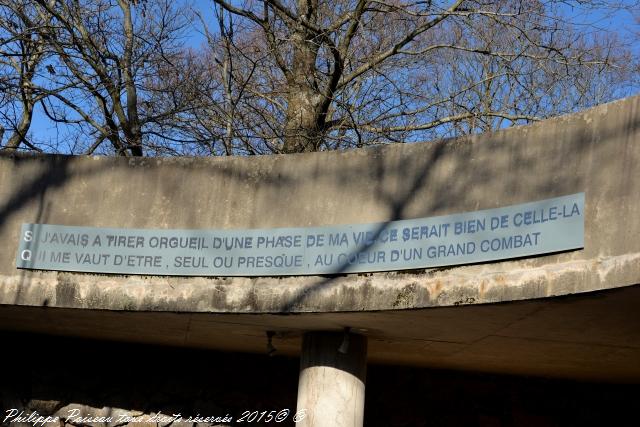 SI J'AVAIS A TIRER ORGUEIL D'UNE PHASE DE MA VIE CE SERAIT BIEN DE CELLE-LA
QUI ME VAUT D'ETRE , SEUL OU PRESQUE , AU COEUR D'UN GRAND COMBAT
Philippe Poiseau tous droits réservés 2015©©